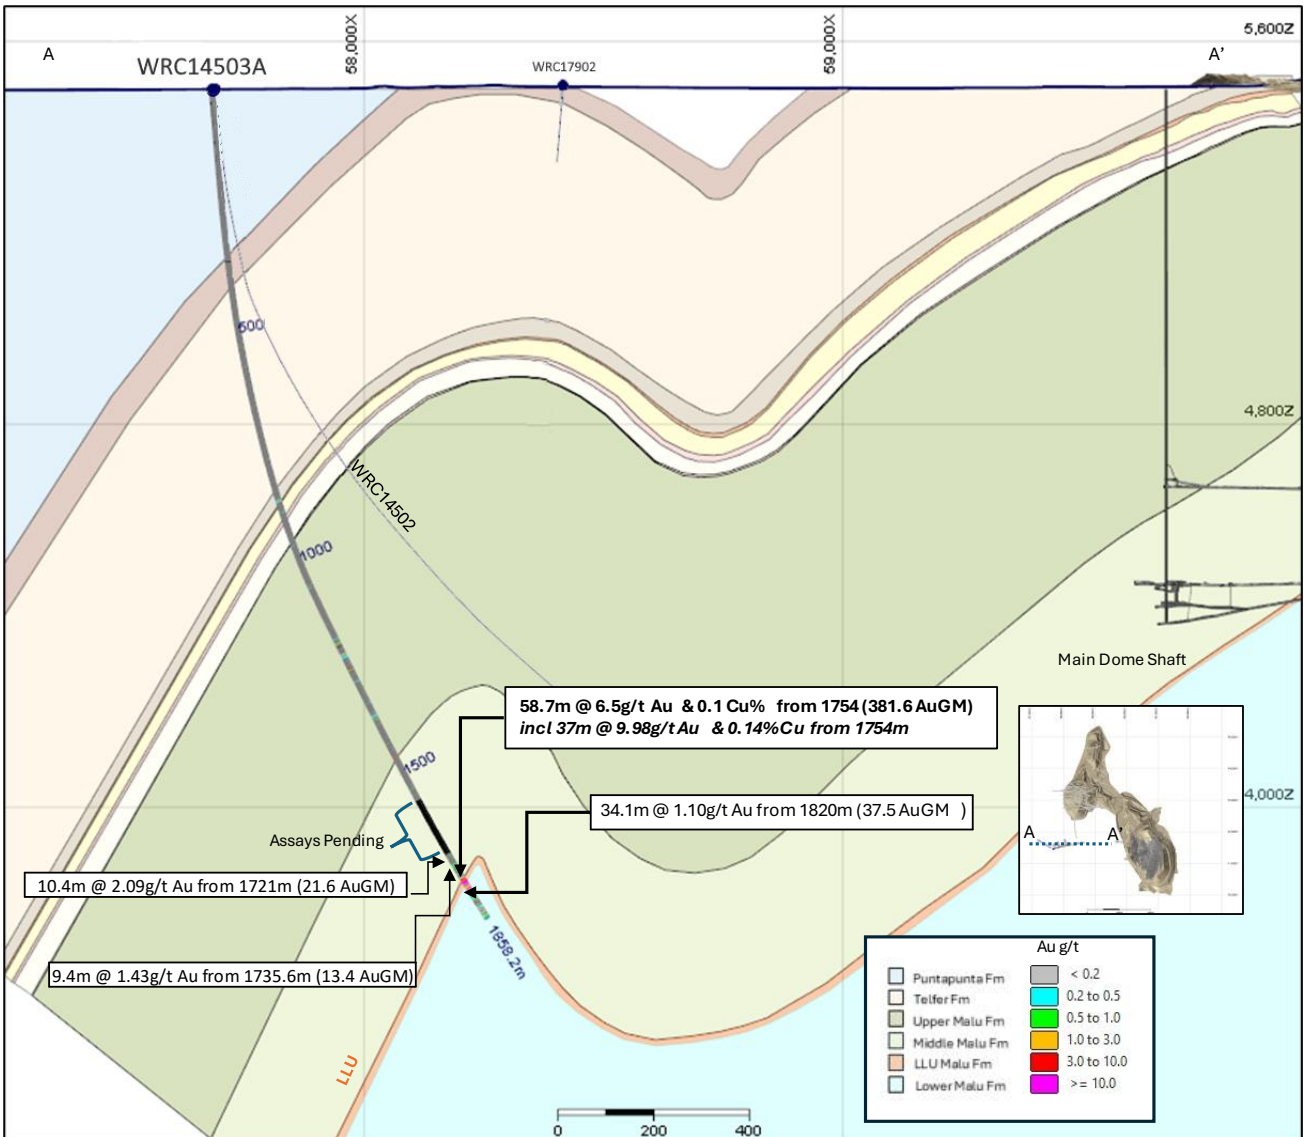 A
WRC14503A
58,000X
WRC17902
59,000X
5,600Z
A’
500
4,800Z
WRC14502
1000
Main Dome Shaft
58.7m @ 6.5g/t Au & 0.1 Cu% from 1754 (381.6 AuGM)
incl 37m @ 9.98g/t Au & 0.14%Cu from 1754m
1500
34.1m @ 1.10g/t Au from 1820m (37.5 AuGM )
4,000Z
Assays Pending
A
A’
10.4m @ 2.09g/t Au from 1721m (21.6 AuGM)
1858.2m
9.4m @ 1.43g/t Au from 1735.6m (13.4 AuGM)
LLU
Au g/t
Puntapunta Fm
< 0.2
Telfer Fm
0.2 to 0.5
Upper Malu Fm
0.5 to 1.0
Middle Malu Fm
1.0 to 3.0
LLU Malu Fm
3.0 to 10.0
Lower Malu Fm
>= 10.0
0
200
400